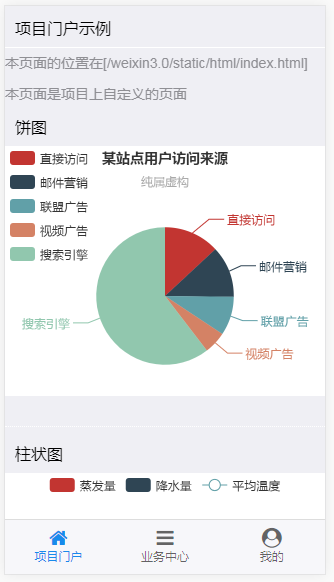 项目门户示例
本页面的位置在[/weixin3.0/static/html/index.html]
本页面是项目上自定义的页面
饼图
某站点用户访问来源
纯属虚构
直接访问
邮件营销
联盟广告
视频广告
搜索引擎
直接访问
邮件营销
联盟广告
视频广告
搜索引擎
柱状图
蒸发量 降水量 平均温度
项目门户 业务中心 我的